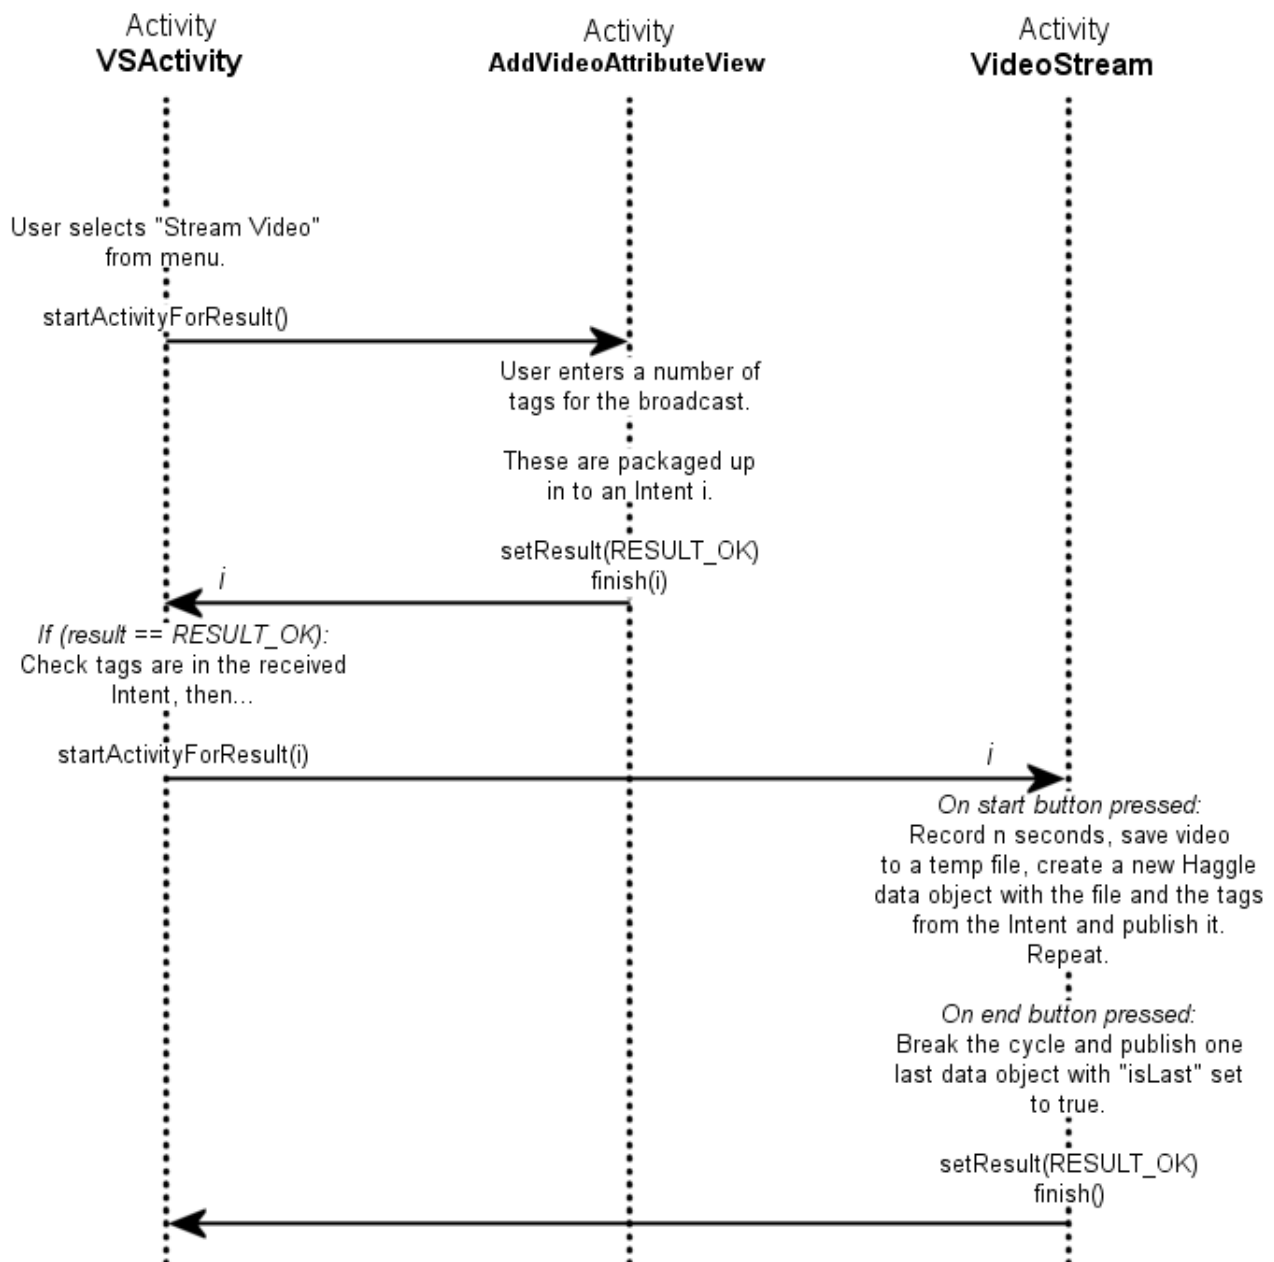 Activity
VSActivity
Activity
AddVideoAttributeView
Activity
VideoStream
User selects "Stream Video"
from menu.
startActivityForResult()
User enters a number of
tags for the broadcast.
These are packaged up
in to an Intent i.
setResult(RESULT_OK)
finish(i)
i
If (result == RESULT_OK):
Check tags are in the received
Intent, then...
startActivityForResult(i)
i
On start button pressed:
Record n seconds, save video
to a temp file, create a new Haggle
data object with the file and the tags
from the Intent and publish it.
Repeat.
On end button pressed:
Break the cycle and publish one
last data object with "isLast" set
to true.
setResult(RESULT_OK)
finish()